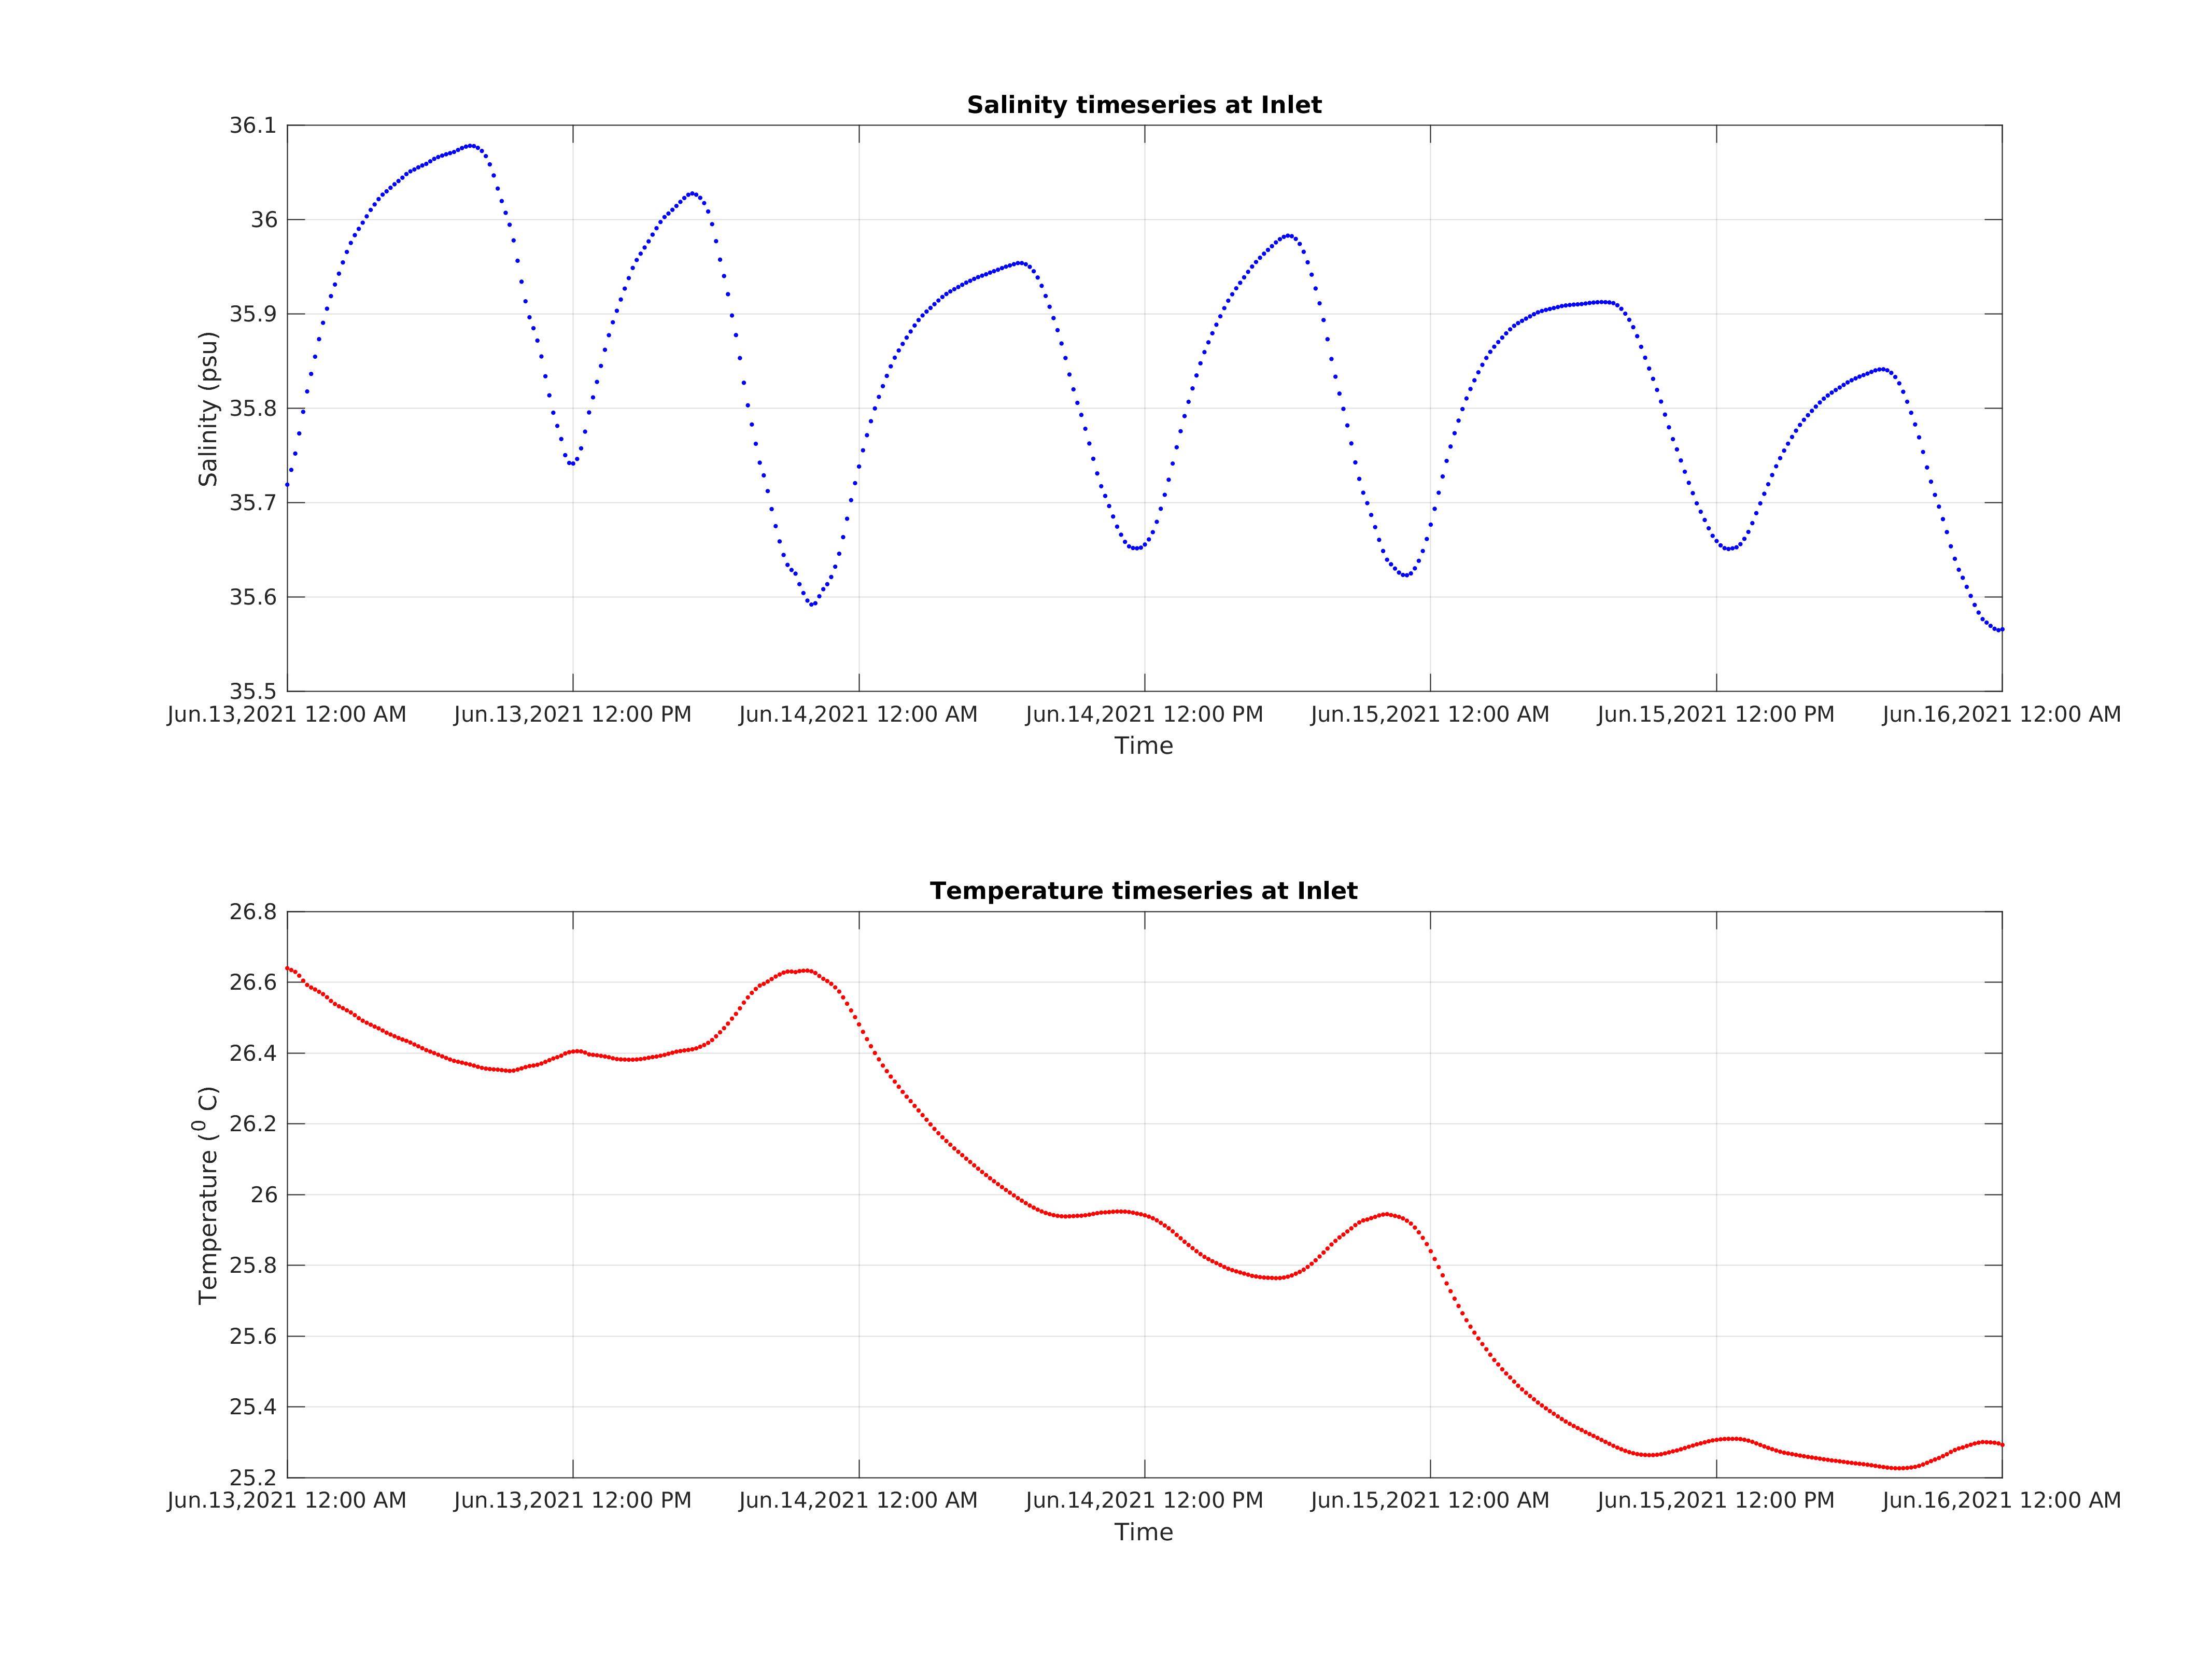 Salinity timeseries at Inlet
36.1
36
35.9
35.8
35.7
35.6
35.5
Salinity (psu)
Jun.13,2021 12:00 AM Jun.13,2021 12:00 PM Jun.14,2021 12:00 AM Jun.14,2021 12:00 PM Jun.15,2021 12:00 AM Jun.15,2021 12:00 PM Jun.16,2021 12:00 AM
Time
Temperature timeseries at Inlet
26.8
26.6
26.4
26.2
26
25.8
25.6
25.4
25.2
Temperature (⁰ C)
Jun.13,2021 12:00 AM Jun.13,2021 12:00 PM Jun.14,2021 12:00 AM Jun.14,2021 12:00 PM Jun.15,2021 12:00 AM Jun.15,2021 12:00 PM Jun.16,2021 12:00 AM
Time